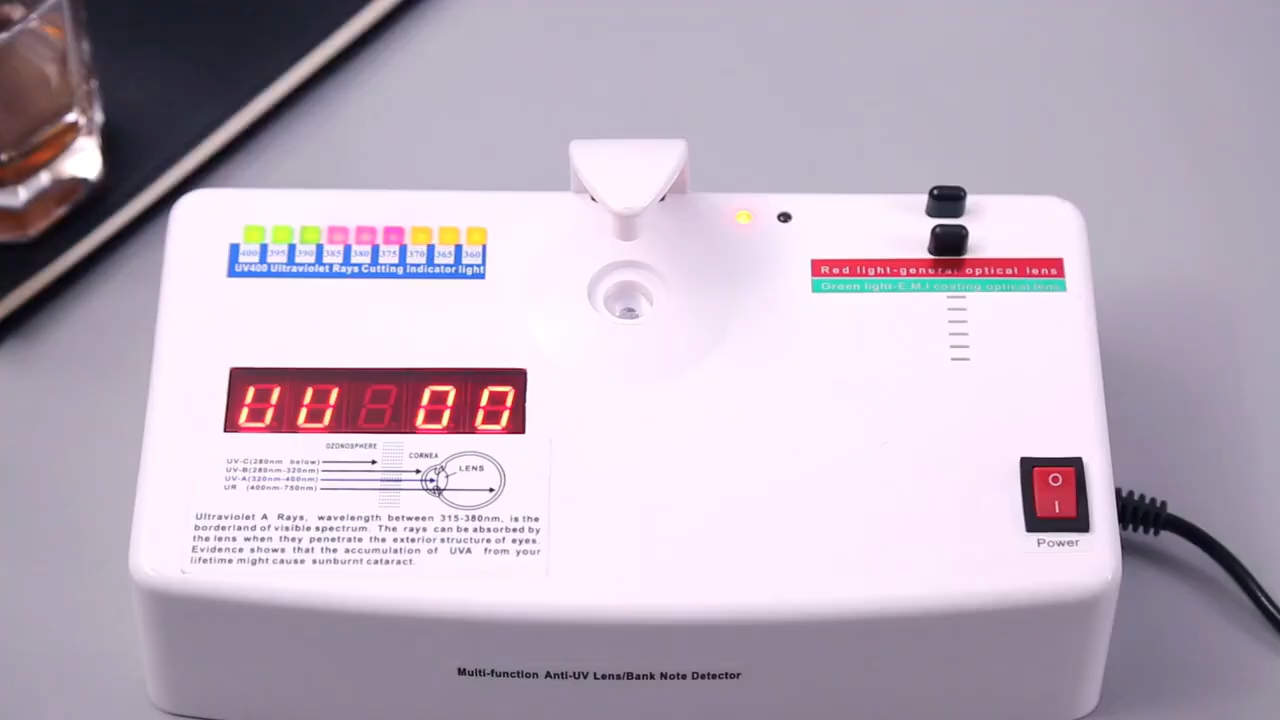 400 395 390 385 380 375 370 365 360
UV400 Ultraviolet Rays Cutting Indicator light
Red light-general optical lens
Green light-E.M.I coating optical lens
UU 00
OZONOSPHERE
CORNEA
LENS
UV-C(280nm below)
UV-B(280nm-320nm)
UV-A(320nm-400nm)
UR (400nm-750nm)
Ultraviolet A Rays, wavelength between 315-380nm, is the
borderland of visible spectrum. The rays can be absorbed by
the lens when they penetrate the exterior structure of eyes.
Evidence shows that the accumulation of UVA from your
lifetime might cause sunburnt cataract.
O
I
Power
Multi-function Anti-UV Lens/Bank Note Detector